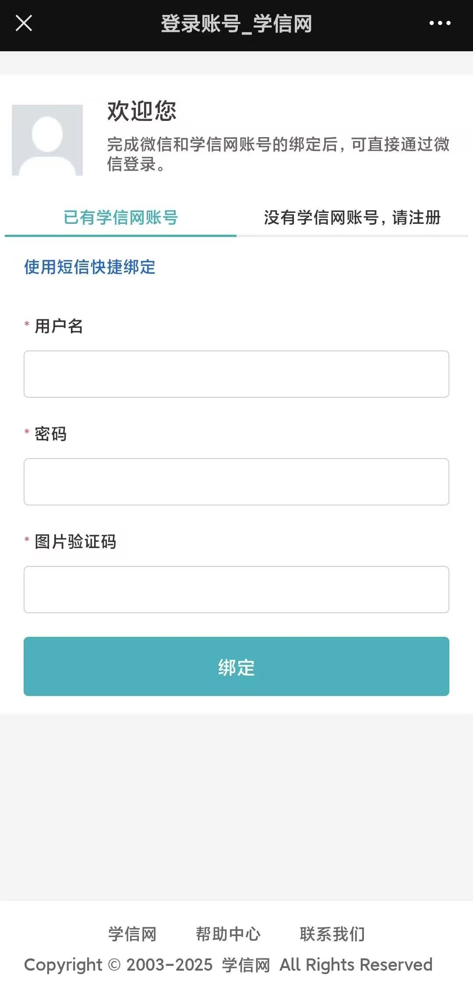 登录账号_学信网
欢迎您
完成微信和学信网账号的绑定后, 可直接通过微
信登录。
已有学信网账号
没有学信网账号, 请注册
使用短信快捷绑定
* 用户名
* 密码
* 图片验证码
绑定
学信网 帮助中心 联系我们
Copyright © 2003-2025 学信网 All Rights Reserved